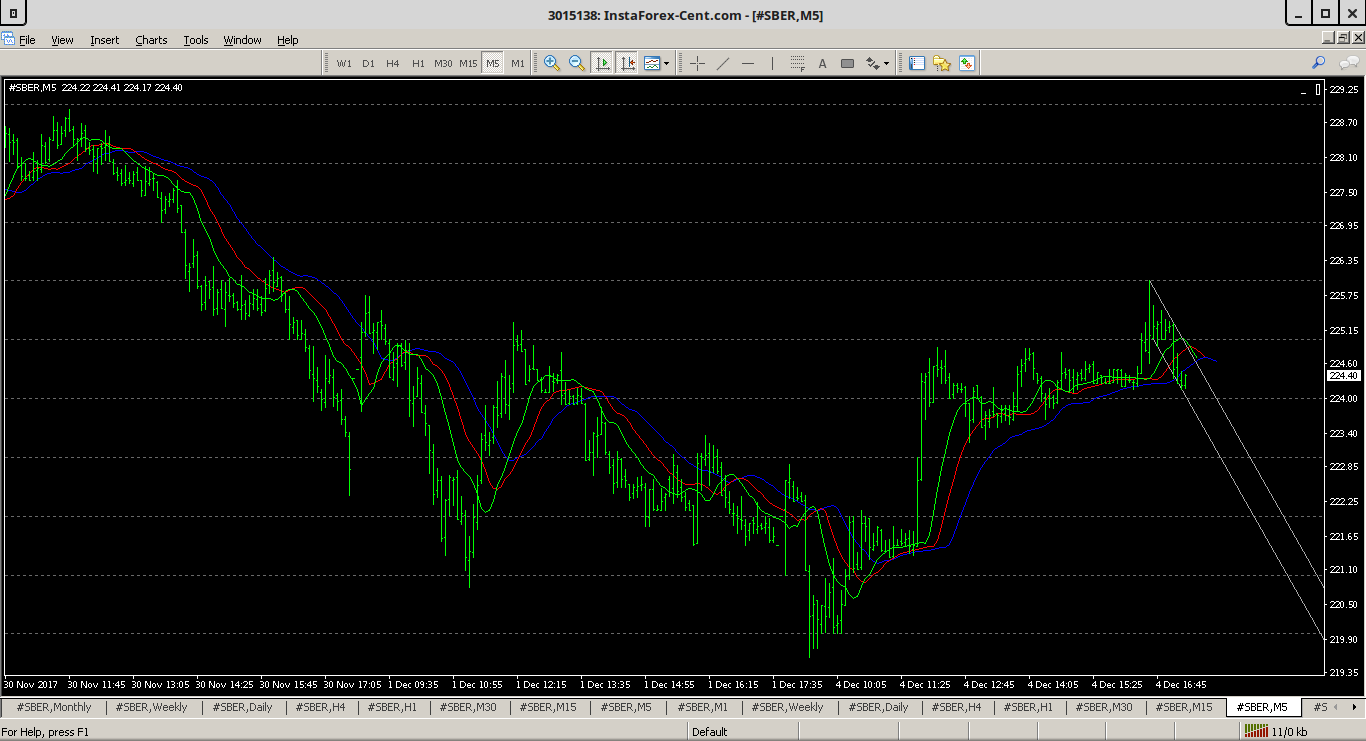 3015138: InstaForex-Cent.com - [#SBER,M5]
File View Insert Charts Tools Window Help
W1 D1 H4 H1 M30 M15 M5 M1 A
#SBER,M5 224.22 224.41 224.17 224.40
229.25
228.70
228.10
227.50
226.95
226.35
225.75
225.15
224.60
224.40
224.00
223.40
222.85
222.25
221.65
221.10
220.50
219.90
219.35
30 Nov 2017 30 Nov 11:45 30 Nov 13:05 30 Nov 14:25 30 Nov 15:45 30 Nov 17:05 1 Dec 09:35 1 Dec 10:55 1 Dec 12:15 1 Dec 13:35 1 Dec 14:55 1 Dec 16:15 1 Dec 17:35 4 Dec 10:05 4 Dec 11:25 4 Dec 12:45 4 Dec 14:05 4 Dec 15:25 4 Dec 16:45
#SBER,Monthly #SBER,Weekly #SBER,Daily #SBER,H4 #SBER,H1 #SBER,M30 #SBER,M15 #SBER,M5 #SBER,M1 #SBER,Weekly #SBER,Daily #SBER,H4 #SBER,H1 #SBER,M30 #SBER,M15 #SBER,M5 #S
For Help, press F1 Default 11/0 kb